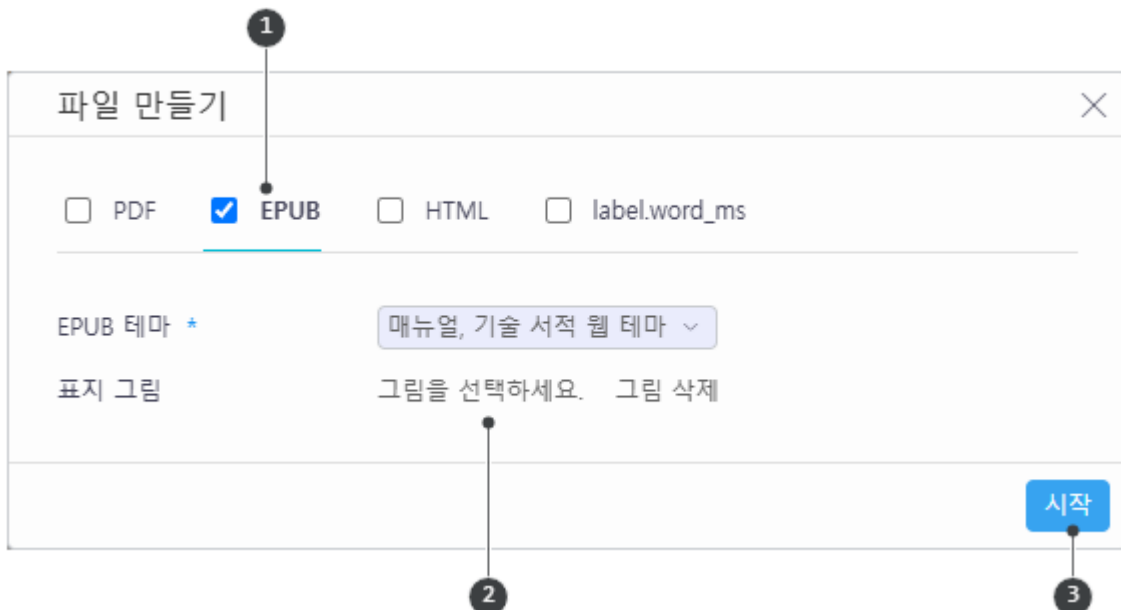 1
파일 만들기
PDF EPUB HTML label.word_ms
EPUB 테마 * 매뉴얼, 기술 서적 웹 테마
표지 그림 그림을 선택하세요. 그림 삭제
시작
2 3